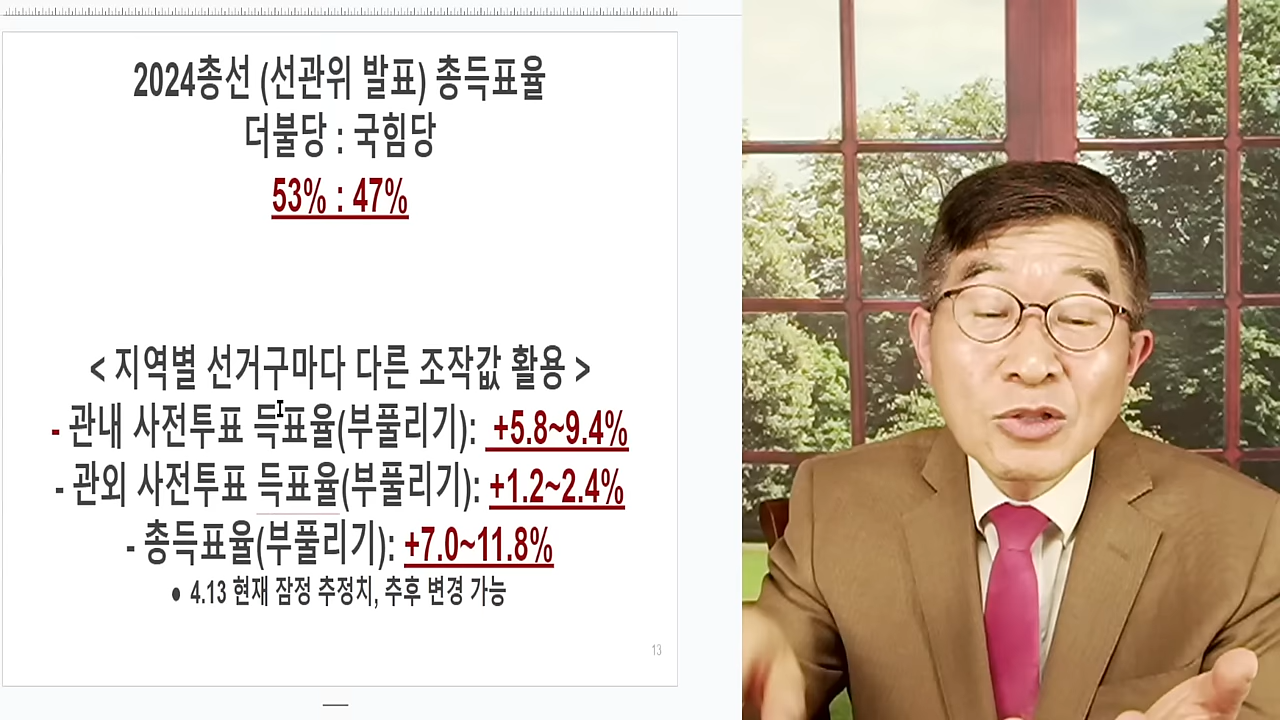 2024총선 (선관위 발표) 총득표율
더불당 : 국힘당
53% : 47%
< 지역별 선거구마다 다른 조작값 활용 >
- 관내 사전투표 득표율(부풀리기): +5.8~9.4%
- 관외 사전투표 득표율(부풀리기): +1.2~2.4%
- 총득표율(부풀리기): +7.0~11.8%
● 4.13 현재 잠정 추정치, 추후 변경 가능
13